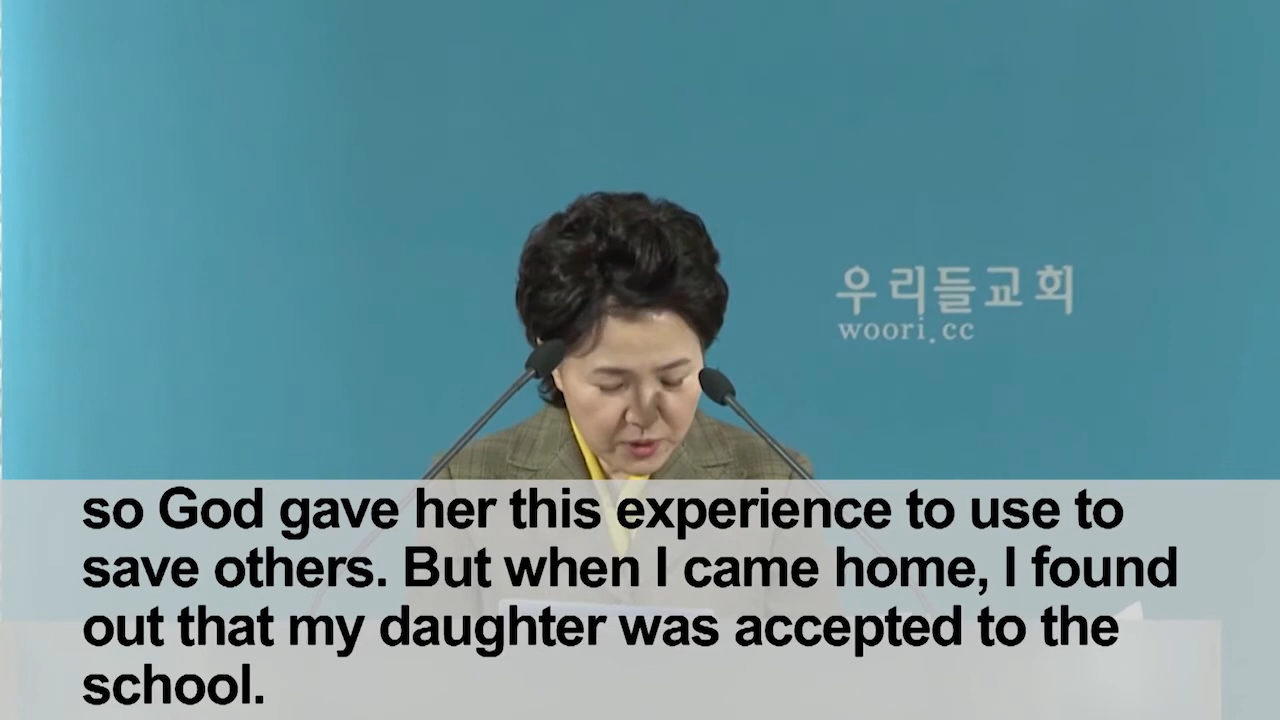 우리들교회
woori.cc
so God gave her this experience to use to
save others. But when I came home, I found
out that my daughter was accepted to the
school.